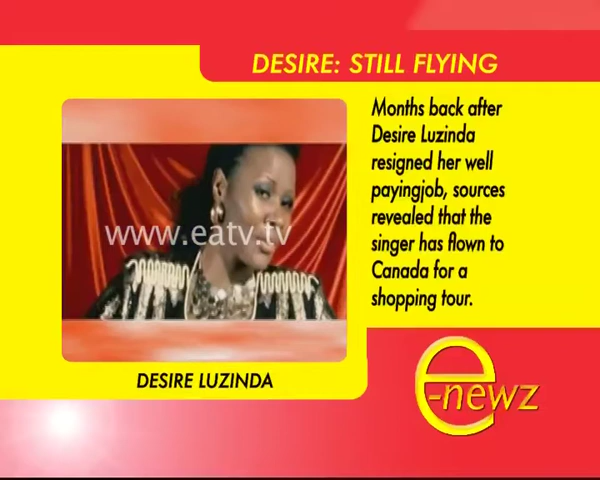 DESIRE: STILL FLYING
Months back after
Desire Luzinda
resigned her well
payingjob, sources
revealed that the
singer has flown to
Canada for a
shopping tour.
www.eatv.tv
DESIRE LUZINDA
e-newz